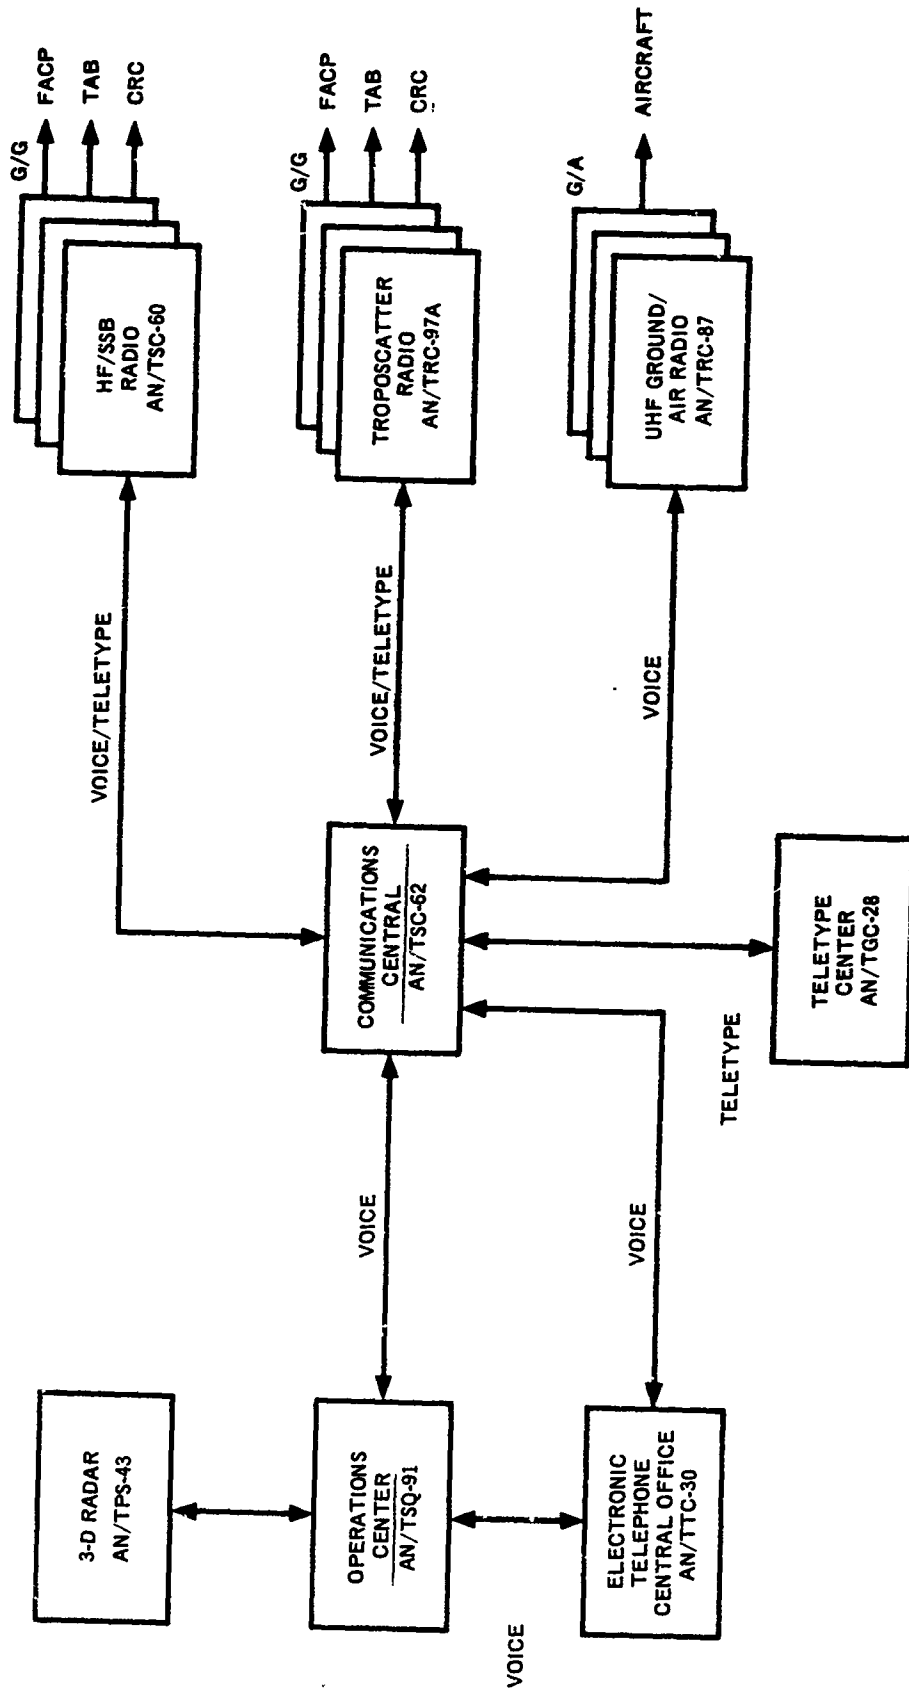 3-D RADAR
AN/TPS-43
OPERATIONS
CENTER
AN/TSQ-91
VOICE
ELECTRONIC
TELEPHONE
CENTRAL OFFICE
AN/TTC-30
VOICE
VOICE
TELETYPE
COMMUNICATIONS
CENTRAL
AN/TSC-62
TELETYPE
CENTER
AN/TGC-28
VOICE/TELETYPE
VOICE/TELETYPE
VOICE
HF/SSB
RADIO
AN/TSC-60
G/G
FACP
TAB
CRC
TROPOSCATTER
RADIO
AN/TRC-97A
G/G
FACP
TAB
CRC
UHF GROUND/
AIR RADIO
AN/TRC-87
G/A
AIRCRAFT